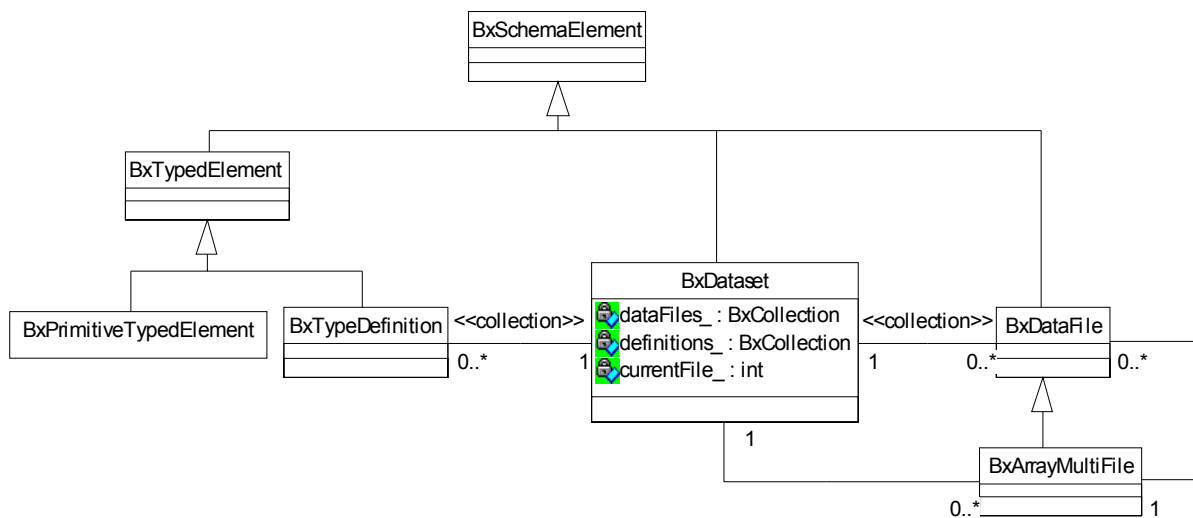 BxSchemaElement
BxTypedElement
BxDataset
BxPrimitiveTypedElement
BxTypeDefinition
<<collection>>
dataFiles_ : BxCollection
definitions_ : BxCollection
currentFile_ : int
<<collection>>
BxDataFile
0..*
1
1
0..*
0..*
1
BxArrayMultiFile
0..*
1